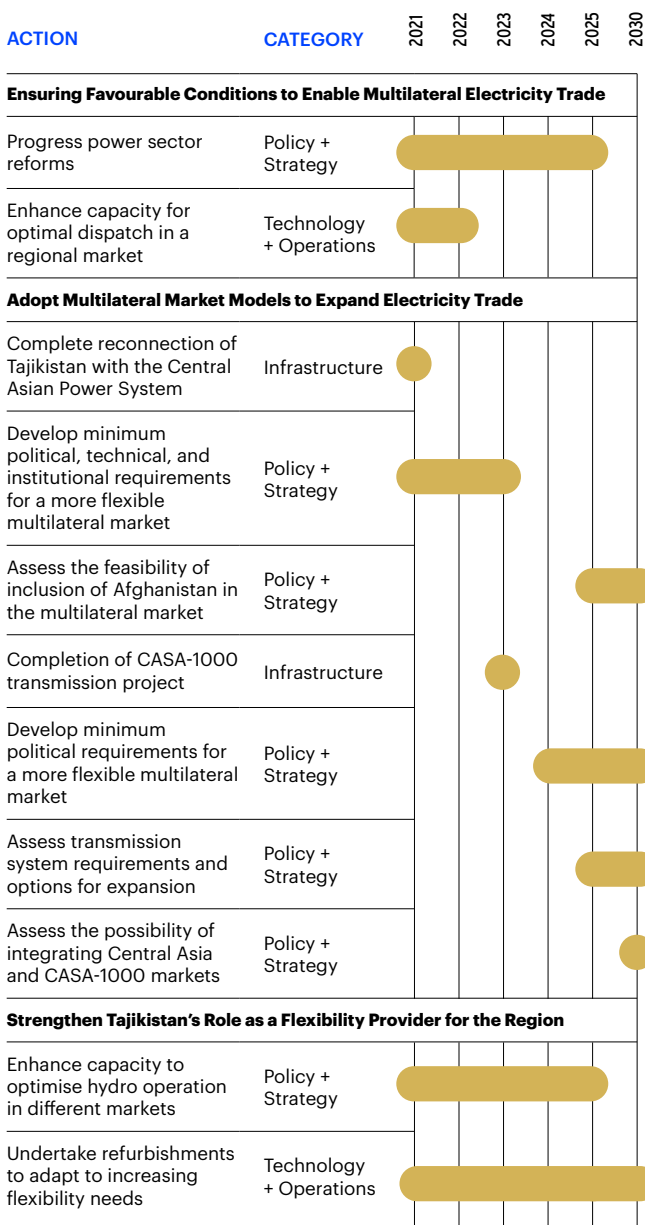 ACTION CATEGORY 2021 2022 2023 2024 2025 2030
Ensuring Favourable Conditions to Enable Multilateral Electricity Trade
Progress power sector
reforms
Policy +
Strategy
Enhance capacity for
optimal dispatch in a
regional market
Technology
+ Operations
Adopt Multilateral Market Models to Expand Electricity Trade
Complete reconnection of
Tajikistan with the Central
Asian Power System
Infrastructure
Develop minimum
political, technical, and
institutional requirements
for a more flexible
multilateral market
Policy +
Strategy
Assess the feasibility of
inclusion of Afghanistan in
the multilateral market
Policy +
Strategy
Completion of CASA-1000
transmission project
Infrastructure
Develop minimum
political requirements for
a more flexible multilateral
market
Policy +
Strategy
Assess transmission
system requirements and
options for expansion
Policy +
Strategy
Assess the possibility of
integrating Central Asia
and CASA-1000 markets
Policy +
Strategy
Strengthen Tajikistan's Role as a Flexibility Provider for the Region
Enhance capacity to
optimise hydro operation
in different markets
Policy +
Strategy
Undertake refurbishments
to adapt to increasing
flexibility needs
Technology
+ Operations